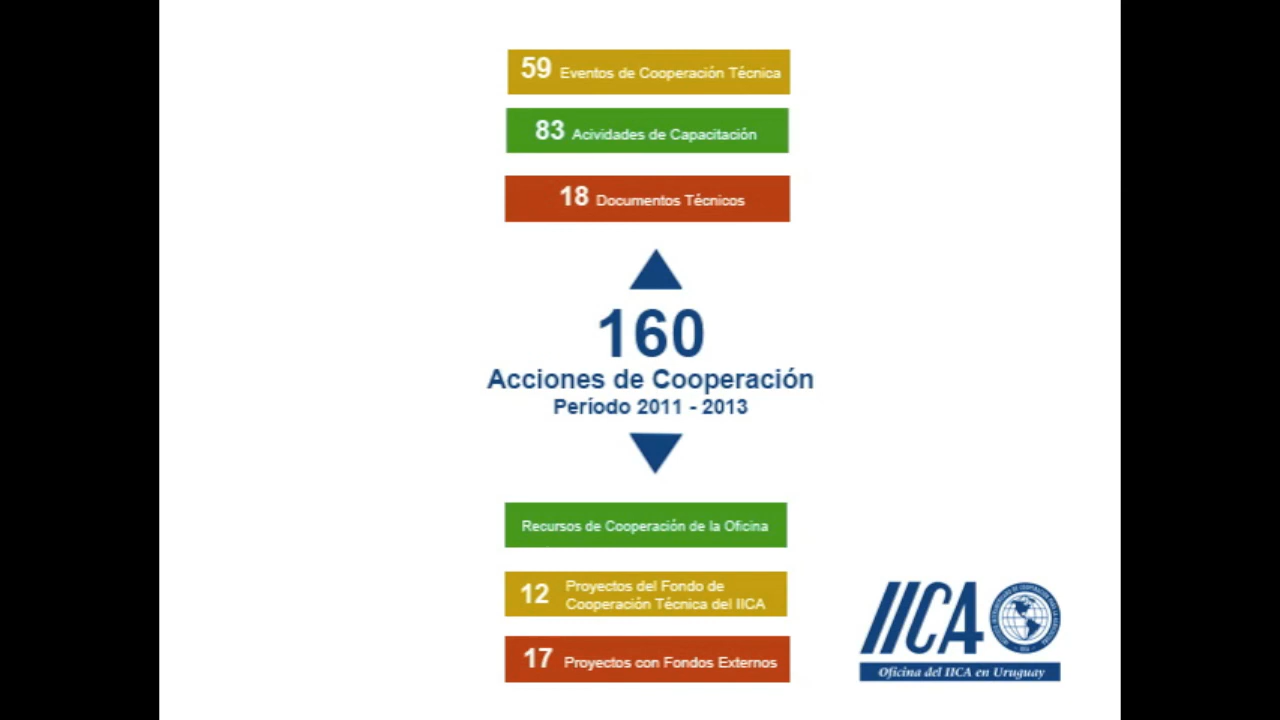 59 Eventos de Cooperación Técnica
83 Acividades de Capacitación
18 Documentos Técnicos
160
Acciones de Cooperación
Período 2011 - 2013
Recursos de Cooperación de la Oficina
12 Proyectos del Fondo de
Cooperación Técnica del IICA
17 Proyectos con Fondos Externos
IICA
Oficina del IICA en Uruguay